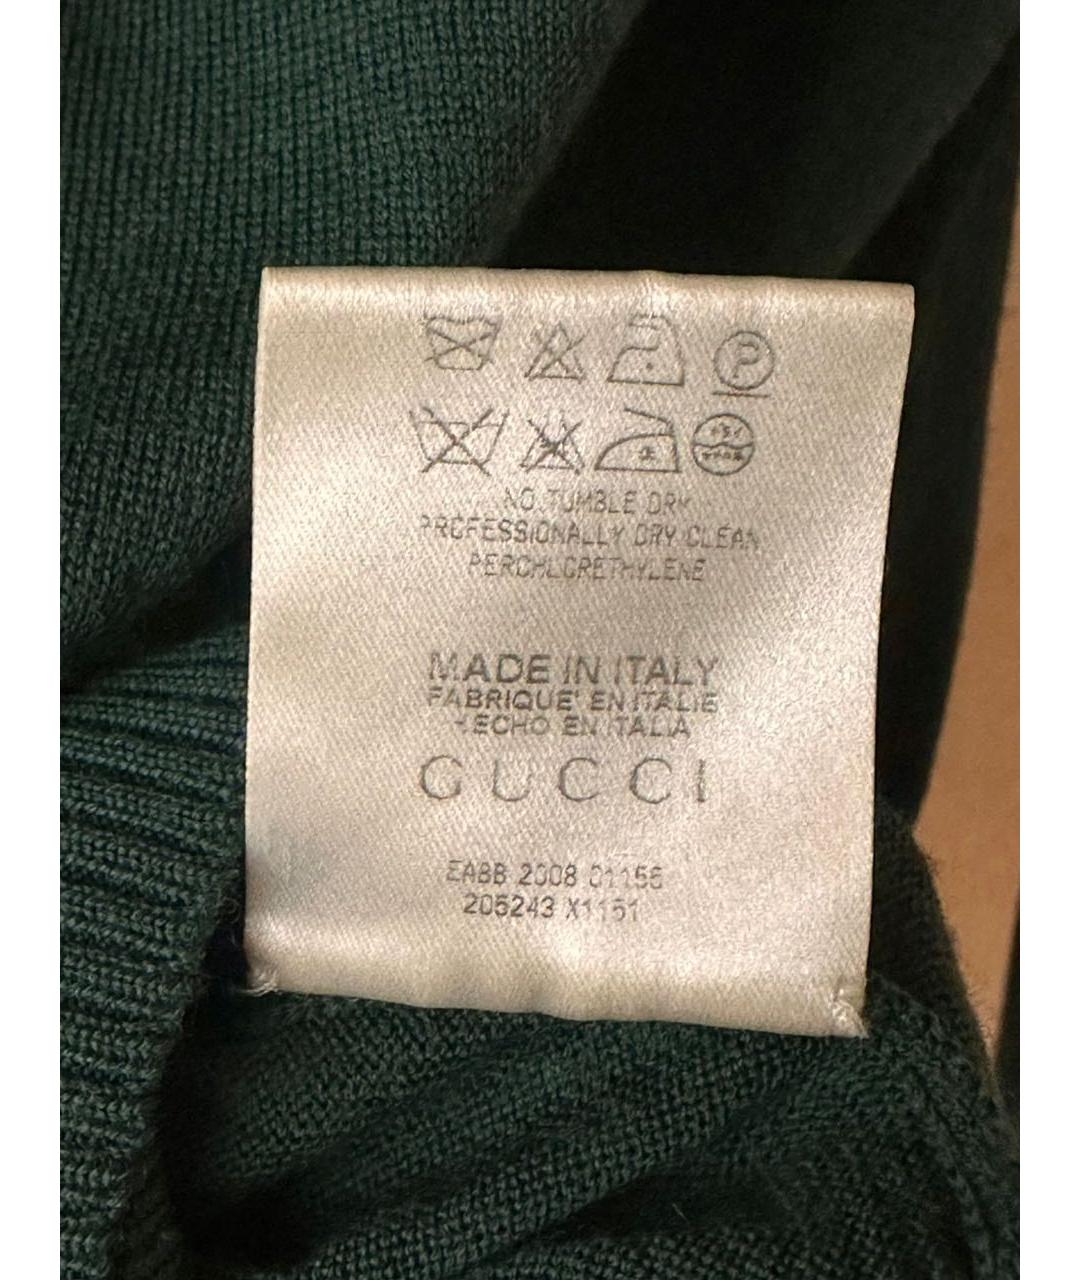 P
NO TUMBLE DRY
PROFESSIONALLY DRY CLEAN
PERCHLORETHYLENE
MADE IN ITALY
FABRIQUE' EN ITALIE
HECHO EN ITALIA
GUCCI
EABB 2008 01156
205243 X1151